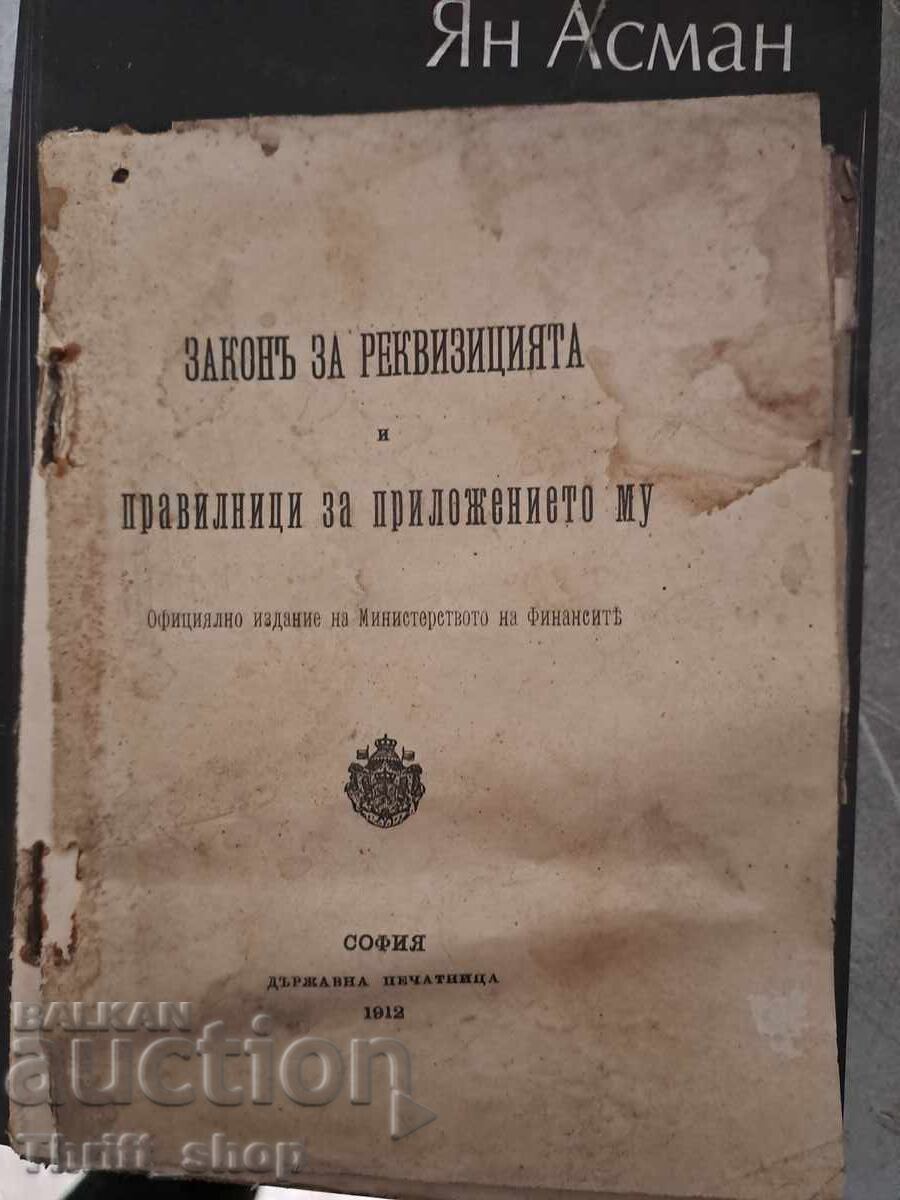 Ян Асман
ЗАКОНЪ ЗА РЕКВИЗИЦИЯТА
и
правилници за приложението му
Официялно издание на Министерството на Финанситѣ
СОФИЯ
ДЪРЖАВНА ПЕЧАТНИЦА
1912
BALKAN
auction
Thrift_shop